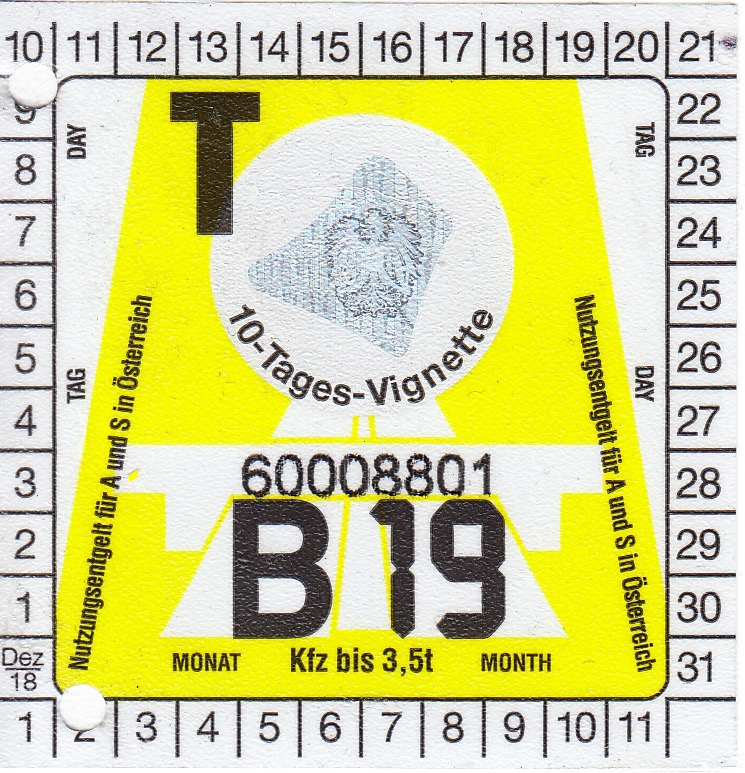 10 11 12 13 14 15 16 17 18 19 20 21
9 22
8 23
7 24
6 25
5 26
4 27
3 28
2 29
1 30
Dez
18
31
1 2 3 4 5 6 7 8 9 10 11
DAY
TAG
T
10-Tages-Vignette
TAG
DAY
Nutzungsentgelt für A und S in Österreich
Nutzungsentgelt für A und S in Österreich
60008801
B 19
MONAT Kfz bis 3,5t MONTH